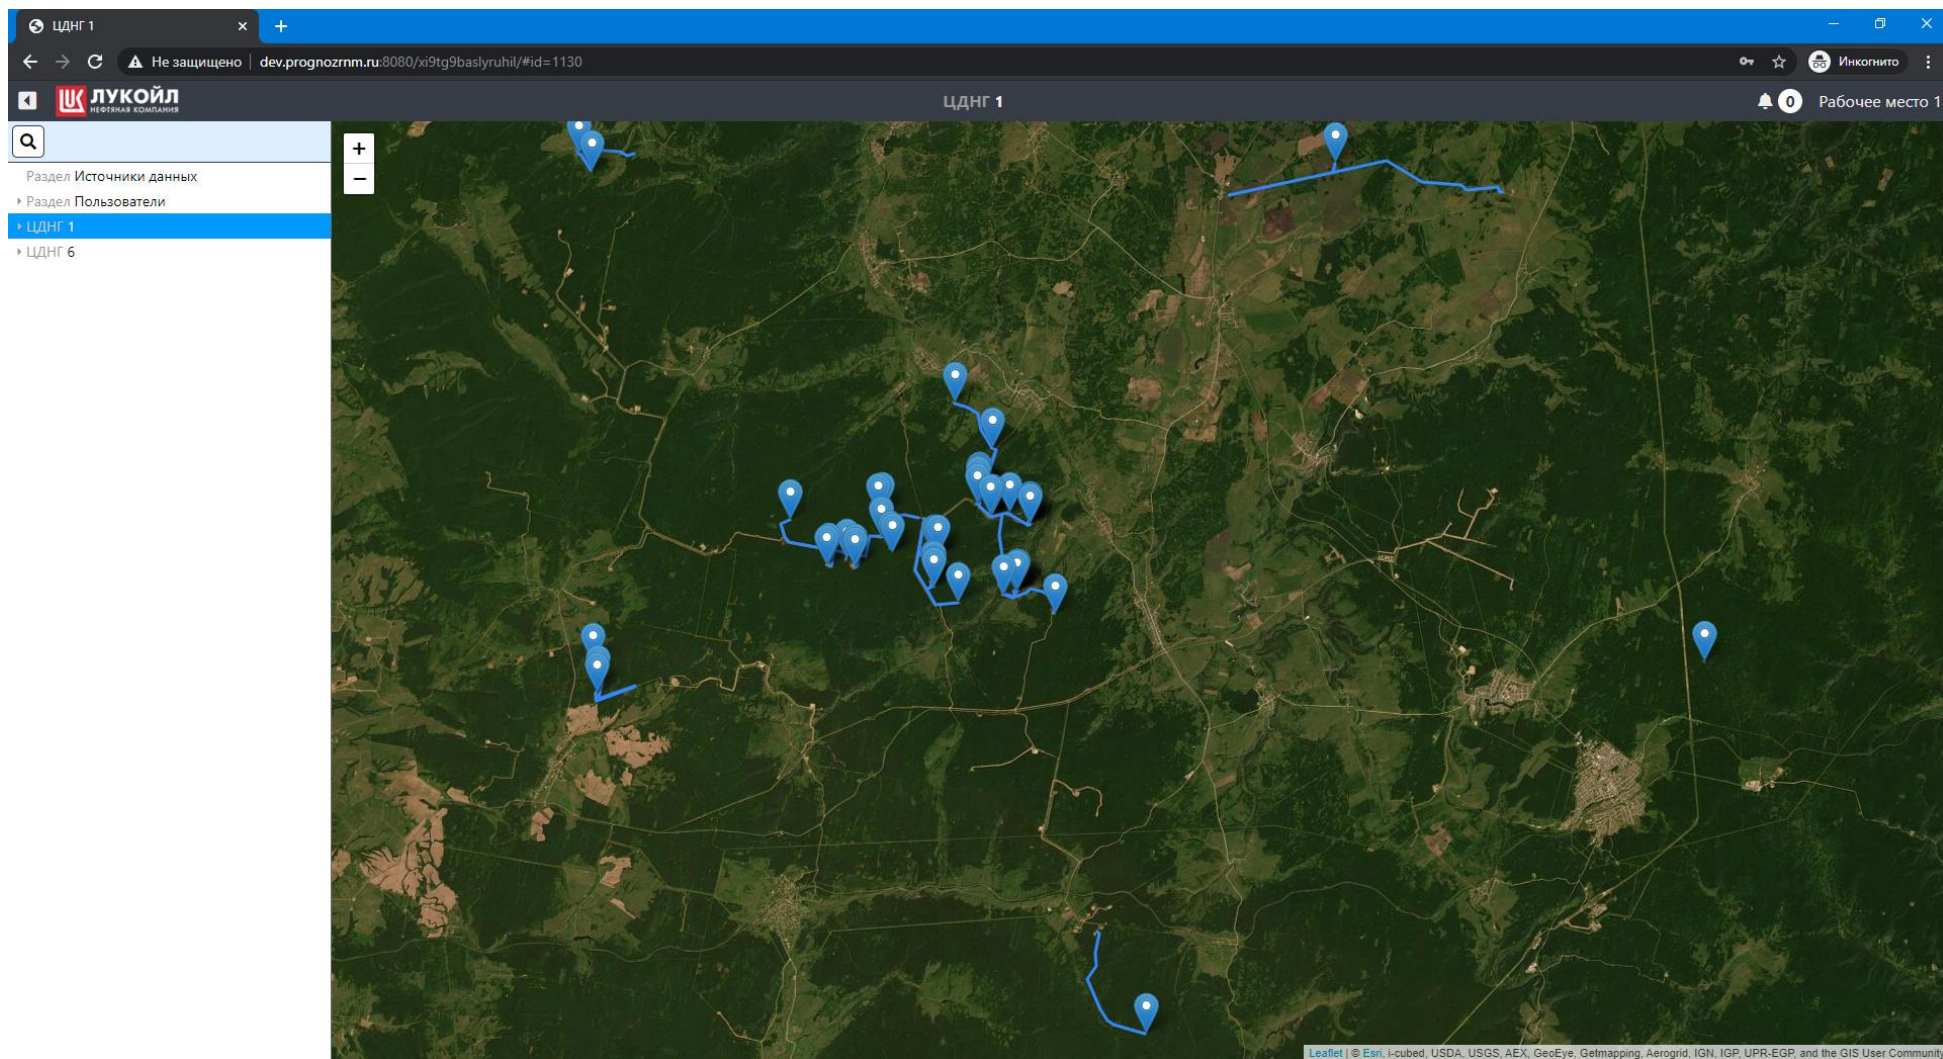 ЦДНГ 1
Не защищено | dev.prognozrnm.ru:8080/xi9tg9baslyruhil/#id=1130
Инкогнито
ЛУКОЙЛ
НЕФТЯНАЯ КОМПАНИЯ
ЦДНГ 1
0 Рабочее место 1
Раздел Источники данных
Раздел Пользователи
ЦДНГ 1
ЦДНГ 6
+
−
Leaflet | © Esri, i-cubed, USDA, USGS, AEX, GeoEye, Getmapping, Aerogrid, IGN, IGP, UPR-EGP, and the GIS User Communit